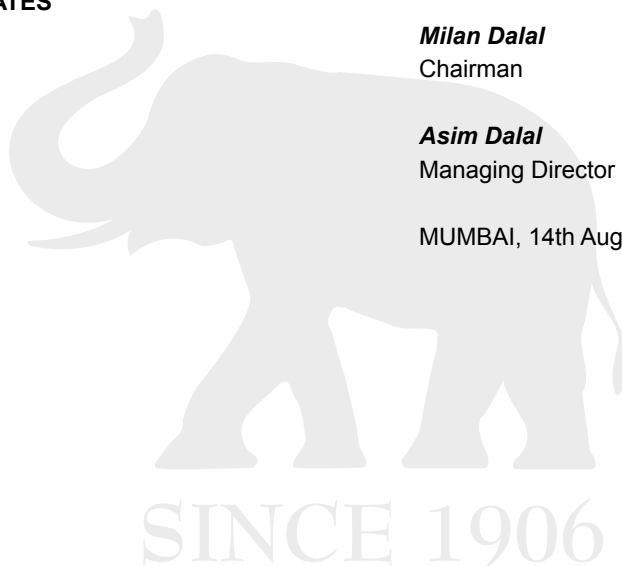 ATES
Milan Dalal
Chairman
Asim Dalal
Managing Director
MUMBAI, 14th Aug
SINCE 1906